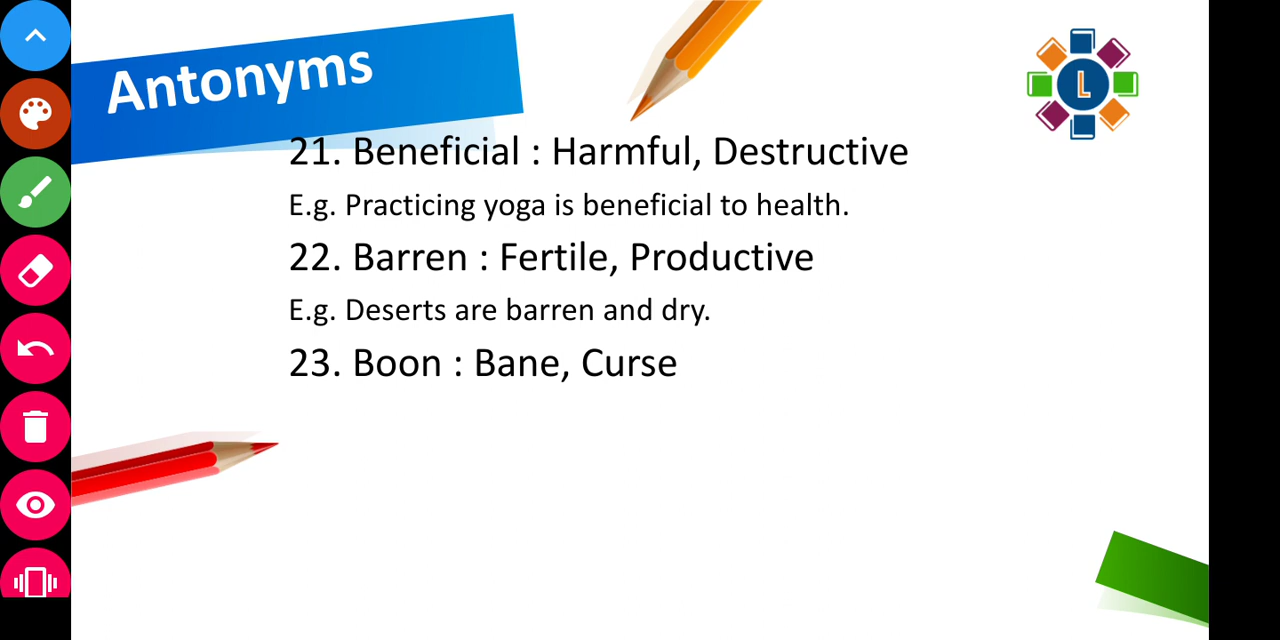 Antonyms
L
21. Beneficial : Harmful, Destructive
E.g. Practicing yoga is beneficial to health.
22. Barren : Fertile, Productive
E.g. Deserts are barren and dry.
23. Boon : Bane, Curse